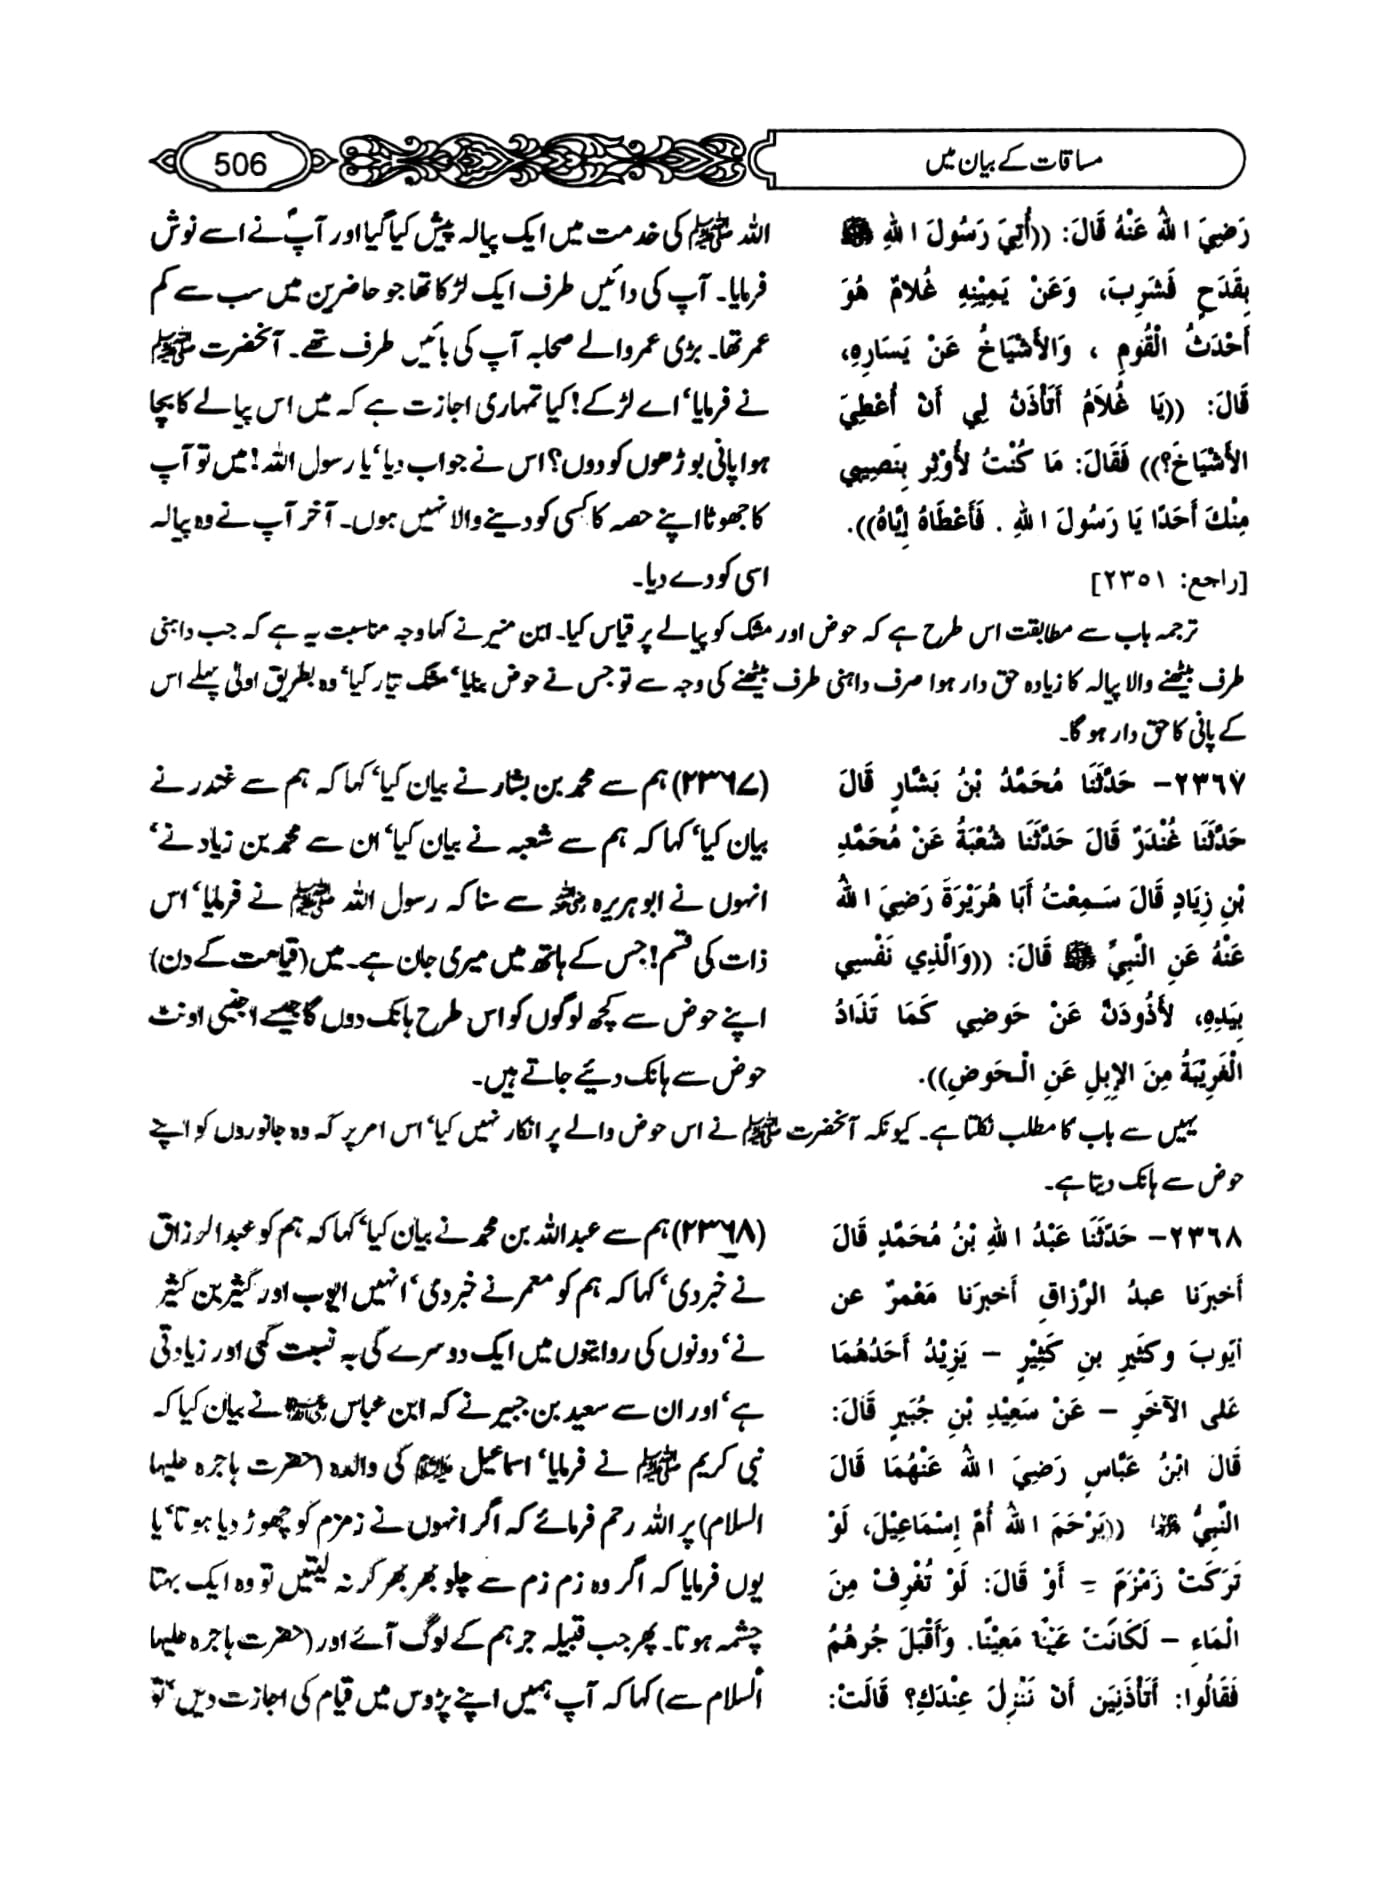 506
مساقات کے بیان میں
رَضِيَ اللهُ عَنْهُ قَالَ: ((أُتِيَ رَسُولَ اللهِ ﷺ
بِقَدَحٍ فَشَرِبَ، وَعَنْ يَمِيْنِهِ غُلامٌ هُوَ
أَحْدَثُ الْقَومِ ، وَالأَشْيَاخُ عَنْ يَسَارِهِ،
قَالَ: ((يَا غُلاَمُ أَتَأْذَنُ لِي أَنْ أُعْطِيَ
الأَشْيَاخَ؟)) فَقَالَ: مَا كُنْتُ لأُوْثِرَ بِنَصِيبِي
مِنْكَ أَحَدًا يَا رَسُولَ اللهِ . فَأَعْطَاهُ إِيَّاهُ)).
[راجع: ٢٣٥١]
اللہ ﷺ کی خدمت میں ایک پیالہ پیش کیا گیا اور آپؐ نے اسے نوش
فرمایا۔ آپ کی دائیں طرف ایک لڑکا تھا جو حاضرین میں سب سے کم
عمر تھا۔ بڑی عمر والے صحابہ آپ کی بائیں طرف تھے۔ آنحضرت ﷺ
نے فرمایا‘ اے لڑکے! کیا تمہاری اجازت ہے کہ میں اس پیالے کا بچا
ہوا پانی بوڑھوں کو دوں؟ اس نے جواب دیا‘ یا رسول اللہ! میں تو آپ
کا جھوٹا اپنے حصہ کا کسی کو دینے والا نہیں ہوں۔ آخر آپ نے وہ پیالہ
اسی کو دے دیا۔
ترجمہ باب سے مطابقت اس طرح ہے کہ حوض اور مشک کو پیالے پر قیاس کیا۔ ابن منیر نے کہا وجہ مناسبت یہ ہے کہ جب داہنی
طرف بیٹھنے والا پیالہ کا زیادہ حق دار ہوا صرف داہنی طرف بیٹھنے کی وجہ سے تو جس نے حوض بنایا‘ مشک تیار کیا‘ وہ بطریق اولیٰ پہلے اس
کے پانی کا حق دار ہو گا۔
٢٣٦٧- حَدَّثَنَا مُحَمَّدُ بْنُ بَشَّارٍ قَالَ
حَدَّثَنَا غُنْدَرٌ قَالَ حَدَّثَنَا شُعْبَةُ عَنْ مُحَمَّدِ
بْنِ زِيَادٍ قَالَ سَمِعْتُ أَبَا هُرَيْرَةَ رَضِيَ اللهُ
عَنْهُ عَنِ النَّبِيِّ ﷺ قَالَ: ((وَالَّذِي نَفْسِي
بِيَدِهِ، لأَذُودَنَّ عَنْ حَوضِي كَمَا تَذَادُ
الْغَرِيْبَةُ مِنَ الإِبِلِ عَنِ الْحَوضِ)).
(۲۳۶۷) ہم سے محمد بن بشار نے بیان کیا‘ کہا کہ ہم سے غندر نے
بیان کیا‘ کہا کہ ہم سے شعبہ نے بیان کیا‘ ان سے محمد بن زیاد نے‘
انہوں نے ابوہریرہ رضی اللہ عنہ سے سنا کہ رسول اللہ ﷺ نے فرمایا‘ اس
ذات کی قسم! جس کے ہاتھ میں میری جان ہے۔ میں (قیامت کے دن)
اپنے حوض سے کچھ لوگوں کو اس طرح ہانک دوں گا جیسے اجنبی اونٹ
حوض سے ہانک دیئے جاتے ہیں۔
یہیں سے باب کا مطلب نکلتا ہے۔ کیونکہ آنحضرت ﷺ نے اس حوض والے پر انکار نہیں کیا‘ اس امر پر کہ وہ جانوروں کو اپنے
حوض سے ہانک دیتا ہے۔
٢٣٦٨- حَدَّثَنَا عَبْدُ اللهِ بْنُ مُحَمَّدٍ قَالَ
أَخبرَنا عبدُ الرَّزاقِ أَخبرَنا مَعْمرٌ عن
أيوبَ وكثَيرِ بنِ كَثِيْرٍ - يَزِيْدُ أَحَدُهُمَا
عَلى الآخَرِ - عَنْ سَعِيْدِ بْنِ جُبَيرٍ قَالَ:
قَالَ ابْنُ عَبَّاسٍ رَضِيَ اللهُ عَنْهُمَا قَالَ
النَّبِيُّ ﷺ ((يَرْحَمُ اللهُ أُمَّ إِسْمَاعِيْلَ، لَوْ
تَرَكَتْ زَمْزَمَ - أَوْ قَالَ: لَوْ تُغْرِفْ مِنَ
الْمَاءِ - لَكَانَتْ عَيْنًا مَعِيْنًا. وَأَقْبَلَ جُرهُمُ
فَقَالُوا: أَتَأْذَنِيَن أَنْ نَنْزِلَ عِنْدَكِ؟ قَالَتْ:
(۲۳۶۸) ہم سے عبداللہ بن محمد نے بیان کیا‘ کہا کہ ہم کو عبدالرزاق
نے خبر دی‘ کہا کہ ہم کو معمر نے خبر دی‘ انہیں ایوب اور کثیر بن کثیر
نے‘ دونوں کی روایتوں میں ایک دوسرے کی بہ نسبت کمی اور زیادتی
ہے‘ اور ان سے سعید بن جبیر نے کہ ابن عباس رضی اللہ عنہما نے بیان کیا کہ
نبی کریم ﷺ نے فرمایا‘ اسماعیل علیہ السلام کی والدہ (حضرت ہاجرہ علیہا
السلام) پر اللہ رحم فرمائے کہ اگر انہوں نے زمزم کو چھوڑ دیا ہوتا‘ یا
یوں فرمایا کہ اگر وہ زم زم سے چلو بھر بھر کر نہ لیتیں تو وہ ایک بہتا
چشمہ ہوتا۔ پھر جب قبیلہ جرہم کے لوگ آئے اور (حضرت ہاجرہ علیہا
السلام سے) کہا کہ آپ ہمیں اپنے پڑوس میں قیام کی اجازت دیں‘ تو